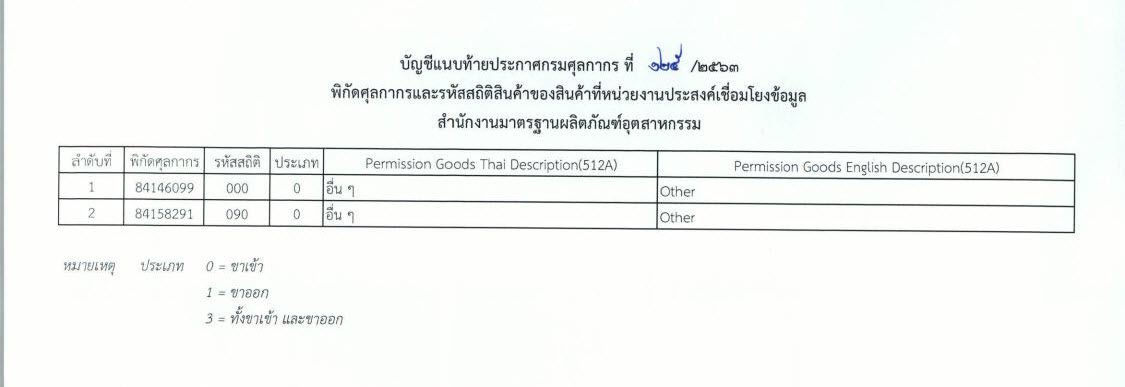 บัญชีแนบท้ายประกาศกรมศุลกากร ที่ ๑๒๕ /๒๕๖๓
พิกัดศุลกากรและรหัสสถิติสินค้าของสินค้าที่หน่วยงานประสงค์เชื่อมโยงข้อมูล
สำนักงานมาตรฐานผลิตภัณฑ์อุตสาหกรรม
ลำดับที่ พิกัดศุลกากร รหัสสถิติ ประเภท Permission Goods Thai Description(512A) Permission Goods English Description(512A)
1 84146099 000 0 อื่น ๆ Other
2 84158291 090 0 อื่น ๆ Other
หมายเหตุ ประเภท 0 = ขาเข้า
1 = ขาออก
3 = ทั้งขาเข้า และขาออก